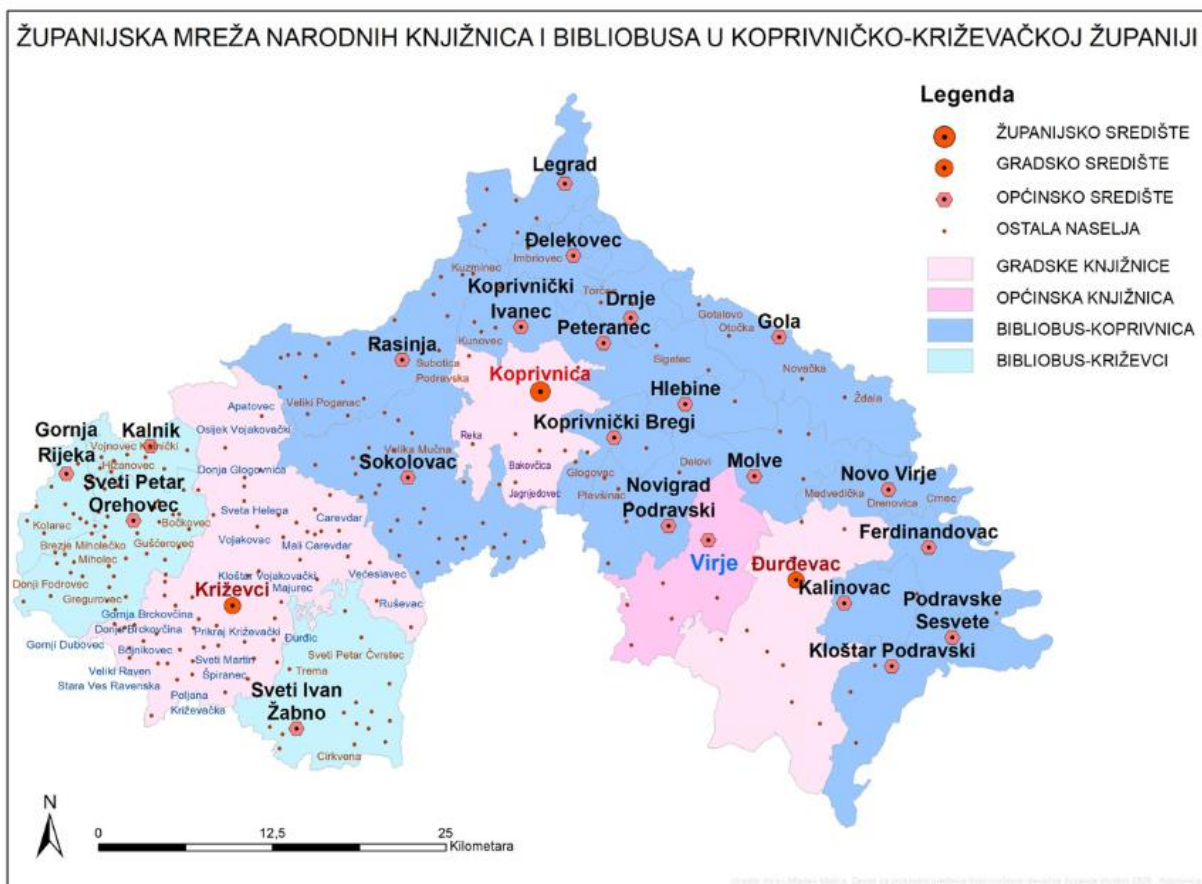 ŽUPANIJSKA MREŽA NARODNIH KNJIŽNICA I BIBLIOBUSA U KOPRIVNIČKO-KRIŽEVAČKOJ ŽUPANIJI
Legenda
ŽUPANIJSKO SREDIŠTE
GRADSKO SREDIŠTE
OPĆINSKO SREDIŠTE
OSTALA NASELJA
GRADSKE KNJIŽNICE
OPĆINSKA KNJIŽNICA
BIBLIOBUS-KOPRIVNICA
BIBLIOBUS-KRIŽEVCI
Legrad
Đelekovec
Imbriovec
Kuzminec
Koprivnički
Ivanec
Torčec
Drnje
Peteranec
Gotalovo
Otočka
Gola
Kunovec
Rasinja
Subotica
Podravska
Sigetec
Novačka
Koprivnica
Hlebine
Ždala
Veliki Poganac
Apatovec
Osijek Vojakovački
Koprivnički Bregi
Reka
Velika Mučna
Gornja
Rijeka
Kalnik
Vojnovec Kalnički
Donja Glogovnica
Sokolovac
Bakovčica
Glogovac
Delovi
Molve
Novo Virje
Sveti Petar
Orehovec
Jagnjedovec
Plavšinac
Novigrad
Podravski
Medvedička
Drenovica
Crnec
Sveta Helega
Carevdar
Kolarec
Bočkovec
Ferdinandovac
Brezje Miholečko
Gušćerovec
Vojakovac
Mali Carevdar
Miholec
Virje
Đurđevac
Kloštar Vojakovački
Većeslavec
Donji Fodrovec
Križevci
Majurec
Kalinovac
Gregurovec
Ruševac
Podravske
Sesvete
Gornja Brckovčina
Donja Brckovčina
Prikraj Križevački
Đurđic
Gornji Dubovec
Bojnikovec
Sveti Petar Čvrstec
Kloštar Podravski
Sveti Martin
Veliki Raven
Špiranec
Trema
Stara Ves Ravenska
Poljana
Križevačka
Sveti Ivan
Žabno
Cirkvena
N
0
12,5
25
Kilometara